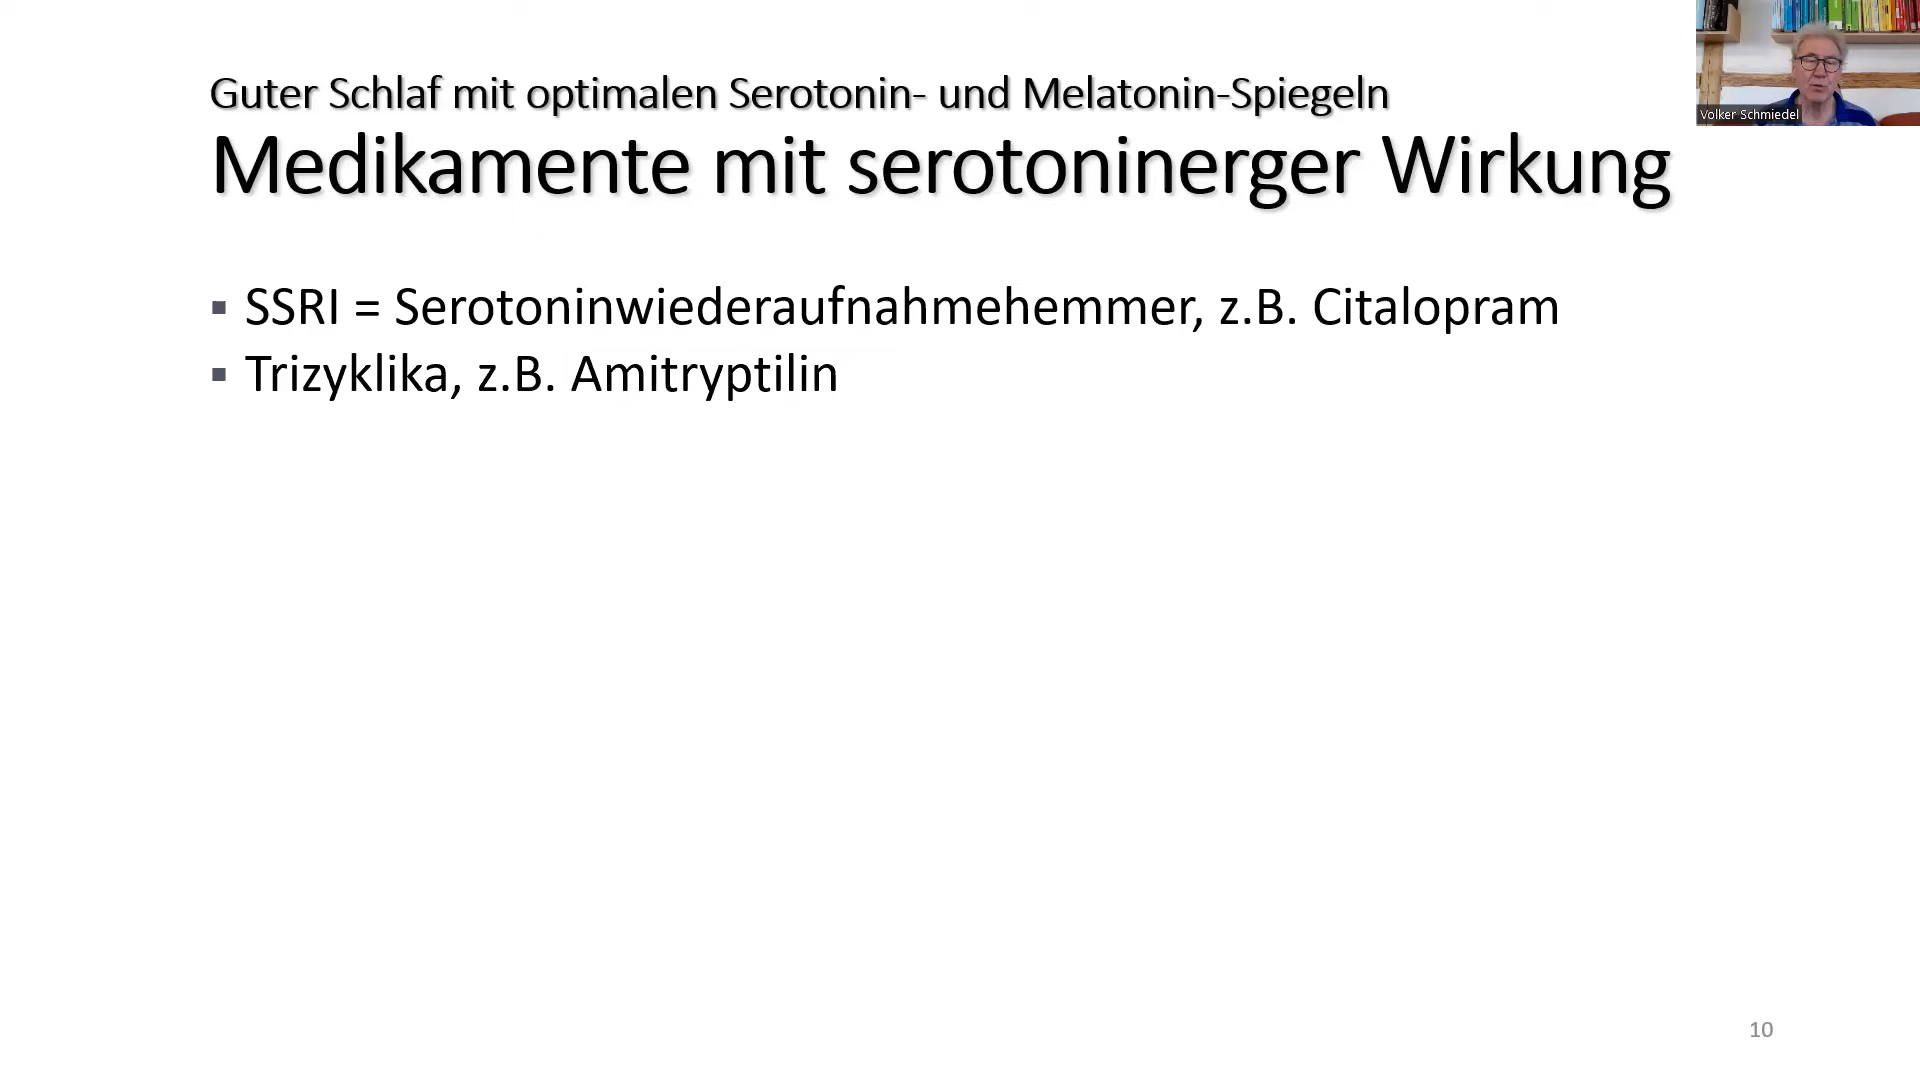 Guter Schlaf mit optimalen Serotonin- und Melatonin-Spiegeln
Medikamente mit serotoninerger Wirkung
Volker Schmiedel
▪ SSRI = Serotoninwiederaufnahmehemmer, z.B. Citalopram
▪ Trizyklika, z.B. Amitryptilin
10